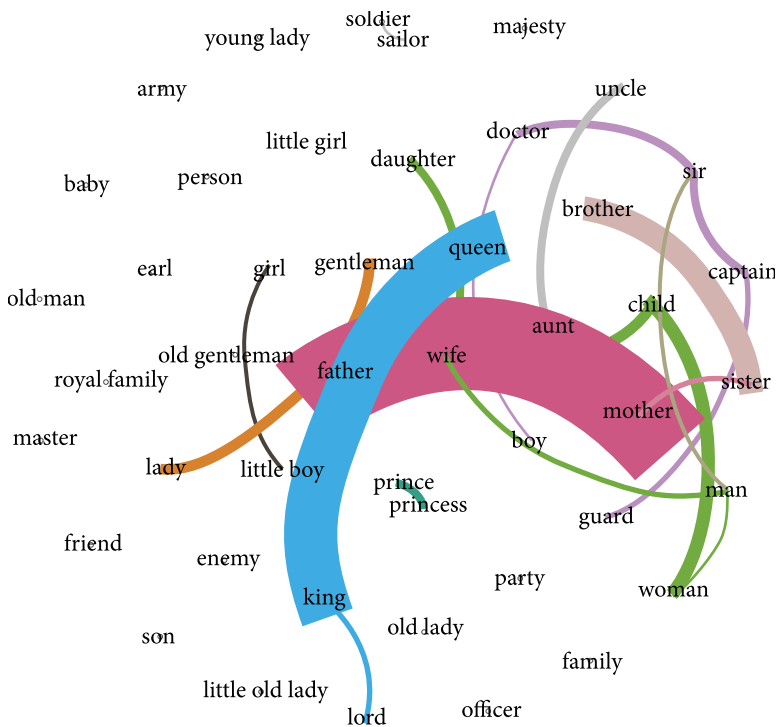 soldier
young lady
sailor
majesty
army
uncle
doctor
little girl
daughter
sir
baby
person
brother
queen
earl
girl
gentleman
captain
old man
child
aunt
old gentleman
wife
father
royal family
sister
mother
master
boy
lady
little boy
prince
man
princess
guard
friend
enemy
party
woman
king
old lady
son
family
little old lady
officer
lord